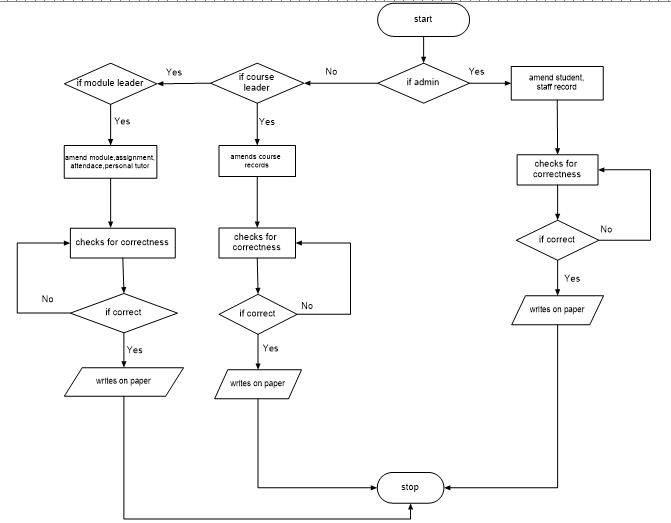 start
if module leader
Yes
if course
leader
No
if admin
Yes
amend student,
staff record
Yes
Yes
amend module,assignment,
attendace,personal tutor
amends course
records
checks for
correctness
checks for correctness
checks for
correctness
if correct
No
Yes
No
if correct
if correct
No
Yes
Yes
writes on paper
writes on paper
writes on paper
stop